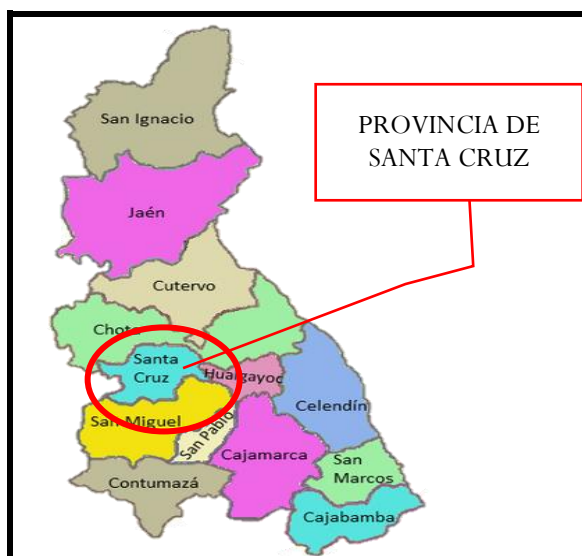 San Ignacio
PROVINCIA DE
SANTA CRUZ
Jaén
Cutervo
Chota
Santa
Cruz
Hualgayoc
Celendín
San Miguel
San Pablo
Cajamarca
San
Marcos
Contumazá
Cajabamba